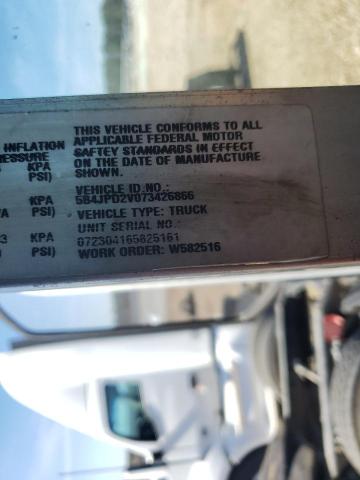 THIS VEHICLE CONFORMS TO ALL
INFLATION APPLICABLE FEDERAL MOTOR
SAFTEY STANDARDS IN EFFECT
KPA ON THE DATE OF MANUFACTURE
PSI) SHOWN.
VEHICLE ID NO:
KPA 5B4JPD2V073426866
PSI) VEHICLE TYPE: TRUCK
UNIT SERIAL NO:
KPA 072304165825161
PSI) WORK ORDER: W582516